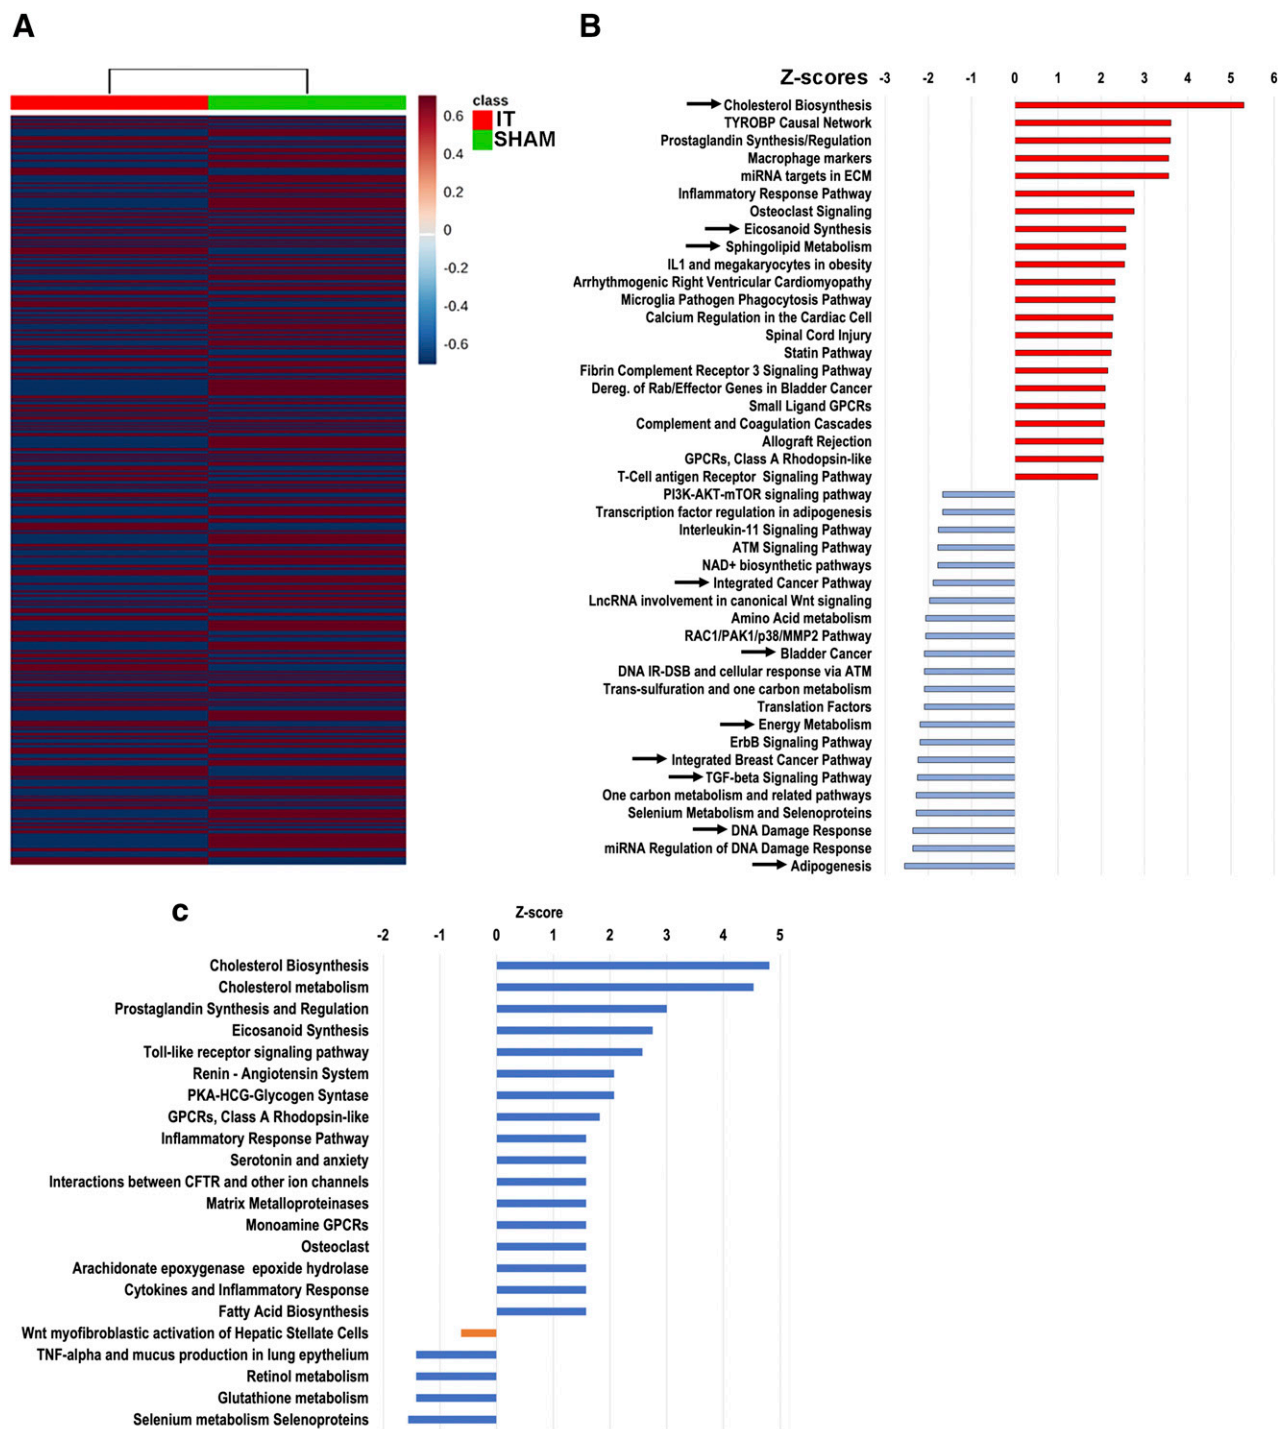 A
class
IT
SHAM
0.6
0.4
0.2
0
-0.2
-0.4
-0.6
B
Z-scores -3 -2 -1 0 1 2 3 4 5 6
Cholesterol Biosynthesis
TYROBP Causal Network
Prostaglandin Synthesis/Regulation
Macrophage markers
miRNA targets in ECM
Inflammatory Response Pathway
Osteoclast Signaling
Eicosanoid Synthesis
Sphingolipid Metabolism
IL1 and megakaryocytes in obesity
Arrhythmogenic Right Ventricular Cardiomyopathy
Microglia Pathogen Phagocytosis Pathway
Calcium Regulation in the Cardiac Cell
Spinal Cord Injury
Statin Pathway
Fibrin Complement Receptor 3 Signaling Pathway
Dereg. of Rab/Effector Genes in Bladder Cancer
Small Ligand GPCRs
Complement and Coagulation Cascades
Allograft Rejection
GPCRs, Class A Rhodopsin-like
T-Cell antigen Receptor Signaling Pathway
PI3K-AKT-mTOR signaling pathway
Transcription factor regulation in adipogenesis
Interleukin-11 Signaling Pathway
ATM Signaling Pathway
NAD+ biosynthetic pathways
Integrated Cancer Pathway
LncRNA involvement in canonical Wnt signaling
Amino Acid metabolism
RAC1/PAK1/p38/MMP2 Pathway
Bladder Cancer
DNA IR-DSB and cellular response via ATM
Trans-sulfuration and one carbon metabolism
Translation Factors
Energy Metabolism
ErbB Signaling Pathway
Integrated Breast Cancer Pathway
TGF-beta Signaling Pathway
One carbon metabolism and related pathways
Selenium Metabolism and Selenoproteins
DNA Damage Response
miRNA Regulation of DNA Damage Response
Adipogenesis
c
Z-score
-2 -1 0 1 2 3 4 5
Cholesterol Biosynthesis
Cholesterol metabolism
Prostaglandin Synthesis and Regulation
Eicosanoid Synthesis
Toll-like receptor signaling pathway
Renin - Angiotensin System
PKA-HCG-Glycogen Syntase
GPCRs, Class A Rhodopsin-like
Inflammatory Response Pathway
Serotonin and anxiety
Interactions between CFTR and other ion channels
Matrix Metalloproteinases
Monoamine GPCRs
Osteoclast
Arachidonate epoxygenase epoxide hydrolase
Cytokines and Inflammatory Response
Fatty Acid Biosynthesis
Wnt myofibroblastic activation of Hepatic Stellate Cells
TNF-alpha and mucus production in lung epythelium
Retinol metabolism
Glutathione metabolism
Selenium metabolism Selenoproteins